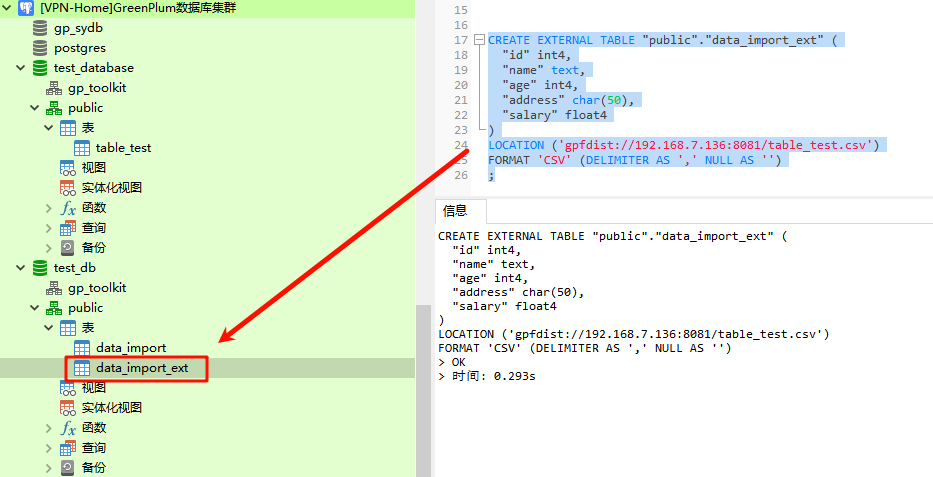 [VPN-Home]GreenPlum数据库集群
gp_sydb
postgres
test_database
gp_toolkit
public
表
table_test
视图
实体化视图
函数
查询
备份
test_db
gp_toolkit
public
表
data_import
data_import_ext
视图
实体化视图
函数
查询
备份
15
16
17 CREATE EXTERNAL TABLE "public"."data_import_ext" (
18 "id" int4,
19 "name" text,
20 "age" int4,
21 "address" char(50),
22 "salary" float4
23 )
24 LOCATION ('gpfdist://192.168.7.136:8081/table_test.csv')
25 FORMAT 'CSV' (DELIMITER AS ',' NULL AS '')
26 ;
信息
CREATE EXTERNAL TABLE "public"."data_import_ext" (
"id" int4,
"name" text,
"age" int4,
"address" char(50),
"salary" float4
)
LOCATION ('gpfdist://192.168.7.136:8081/table_test.csv')
FORMAT 'CSV' (DELIMITER AS ',' NULL AS '')
> OK
> 时间: 0.293s